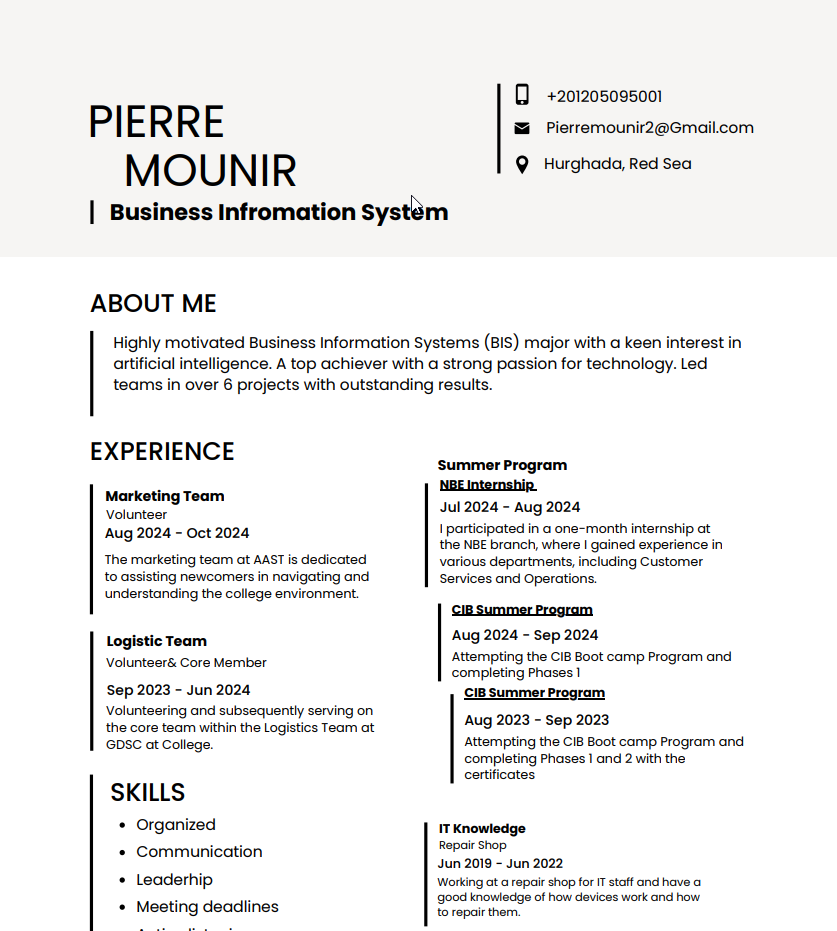 PIERRE
MOUNIR
Business Infromation System
+201205095001
Pierremounir2@Gmail.com
Hurghada, Red Sea
ABOUT ME
Highly motivated Business Information Systems (BIS) major with a keen interest in
artificial intelligence. A top achiever with a strong passion for technology. Led
teams in over 6 projects with outstanding results.
EXPERIENCE
Marketing Team
Volunteer
Aug 2024 - Oct 2024
The marketing team at AAST is dedicated
to assisting newcomers in navigating and
understanding the college environment.
Logistic Team
Volunteer& Core Member
Sep 2023 - Jun 2024
Volunteering and subsequently serving on
the core team within the Logistics Team at
GDSC at College.
SKILLS
Organized
Communication
Leaderhip
Meeting deadlines
Summer Program
NBE Internship
Jul 2024 - Aug 2024
I participated in a one-month internship at
the NBE branch, where I gained experience in
various departments, including Customer
Services and Operations.
CIB Summer Program
Aug 2024 - Sep 2024
Attempting the CIB Boot camp Program and
completing Phases 1
CIB Summer Program
Aug 2023 - Sep 2023
Attempting the CIB Boot camp Program and
completing Phases 1 and 2 with the
certificates
IT Knowledge
Repair Shop
Jun 2019 - Jun 2022
Working at a repair shop for IT staff and have a
good knowledge of how devices work and how
to repair them.